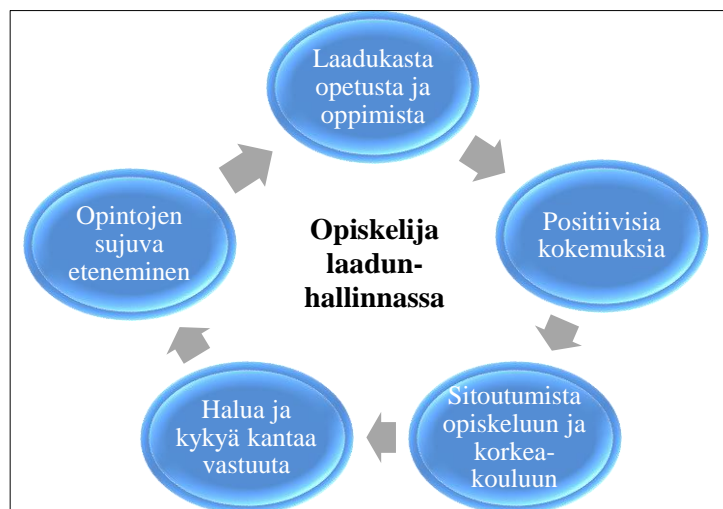 Laadukasta
opetusta ja
oppimista
Positiivisia
kokemuksia
Sitoutumista
opiskeluun ja
korkea-
kouluun
Halua ja
kykyä kantaa
vastuuta
Opintojen
sujuva
eteneminen
Opiskelija
laadun-
hallinnassa